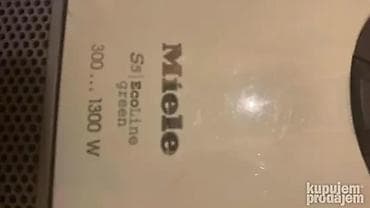 Miele
S5|EcoLine
green
300...1300 W
kupujem
prodajem